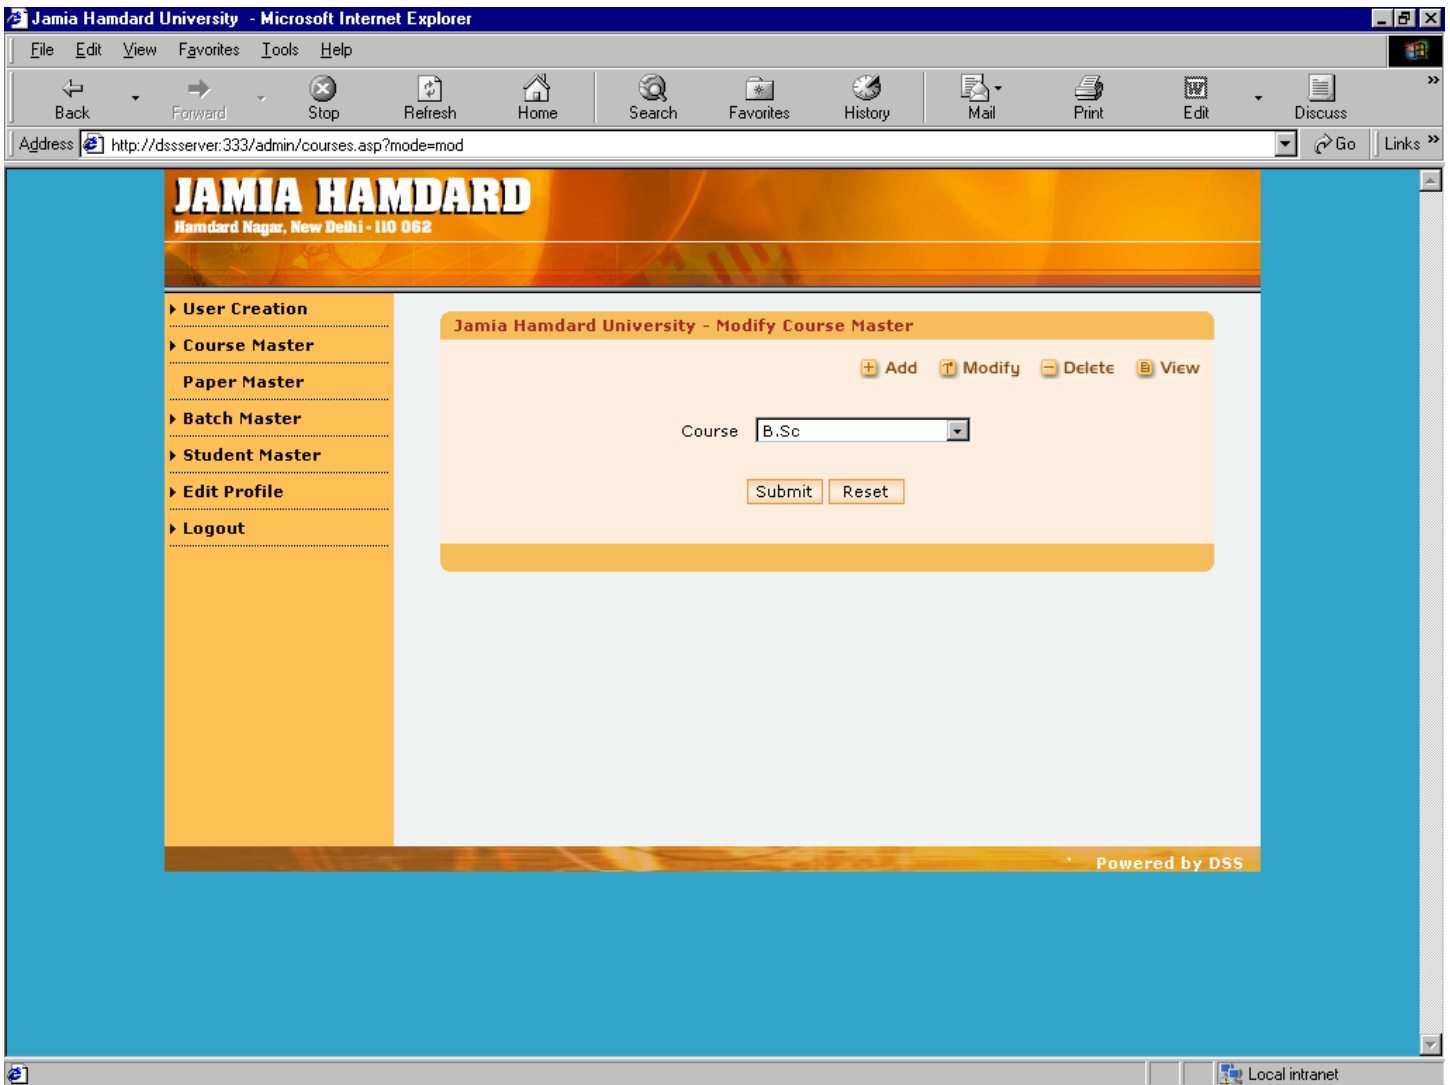 Jamia Hamdard University - Microsoft Internet Explorer
File Edit View Favorites Tools Help
Back Forward Stop Refresh Home Search Favorites History Mail Print Edit Discuss »
Address http://dssserver:333/admin/courses.asp?mode=mod Go Links »
JAMIA HAMDARD
Hamdard Nagar, New Delhi - 110 062
User Creation
Course Master
Paper Master
Batch Master
Student Master
Edit Profile
Logout
Jamia Hamdard University - Modify Course Master
Add Modify Delete View
Course B.Sc
Submit Reset
Powered by DSS
Local intranet